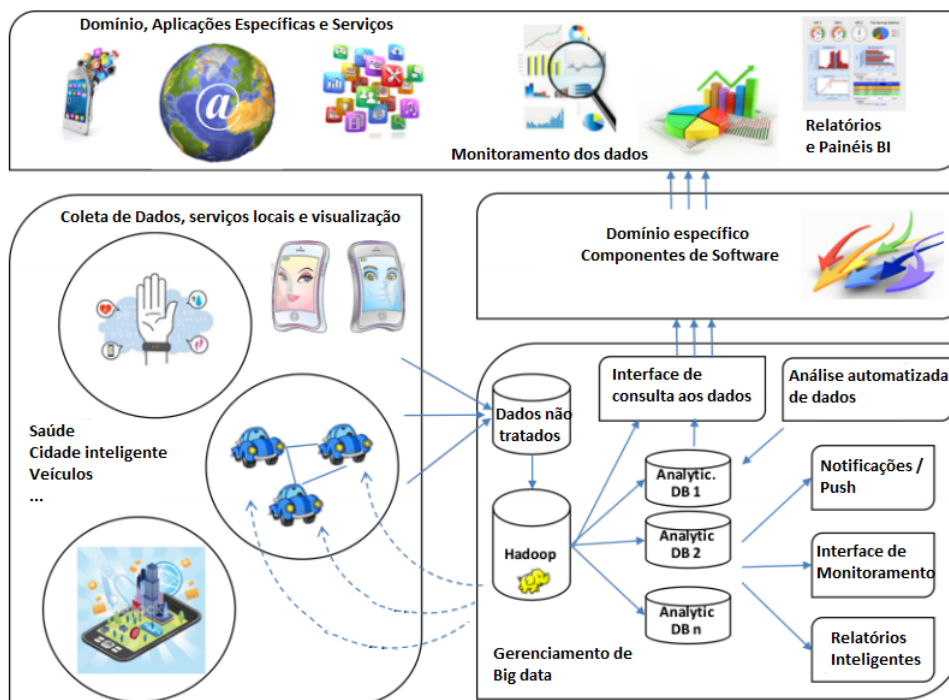 Domínio, Aplicações Específicas e Serviços
@
Monitoramento dos dados
Relatórios
e Painéis BI
Coleta de Dados, serviços locais e visualização
Saúde
Cidade inteligente
Veículos
...
Domínio específico
Componentes de Software
Dados não
tratados
Interface de
consulta aos dados
Análise automatizada
de dados
Hadoop
Analytic.
DB 1
Analytic
DB 2
Analytic
DB n
Notificações /
Push
Interface de
Monitoramento
Relatórios
Inteligentes
Gerenciamento de
Big data